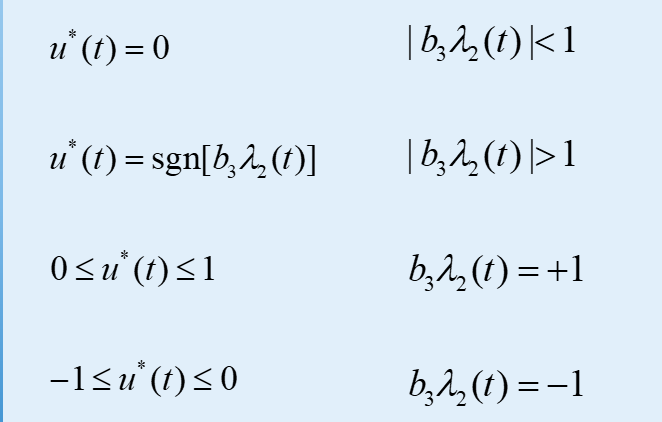 u*(t) = 0 | b₃λ₂(t) |< 1
u*(t) = sgn[b₃λ₂(t)] | b₃λ₂(t) |> 1
0 ≤ u*(t) ≤ 1 b₃λ₂(t) = +1
−1 ≤ u*(t) ≤ 0 b₃λ₂(t) = −1